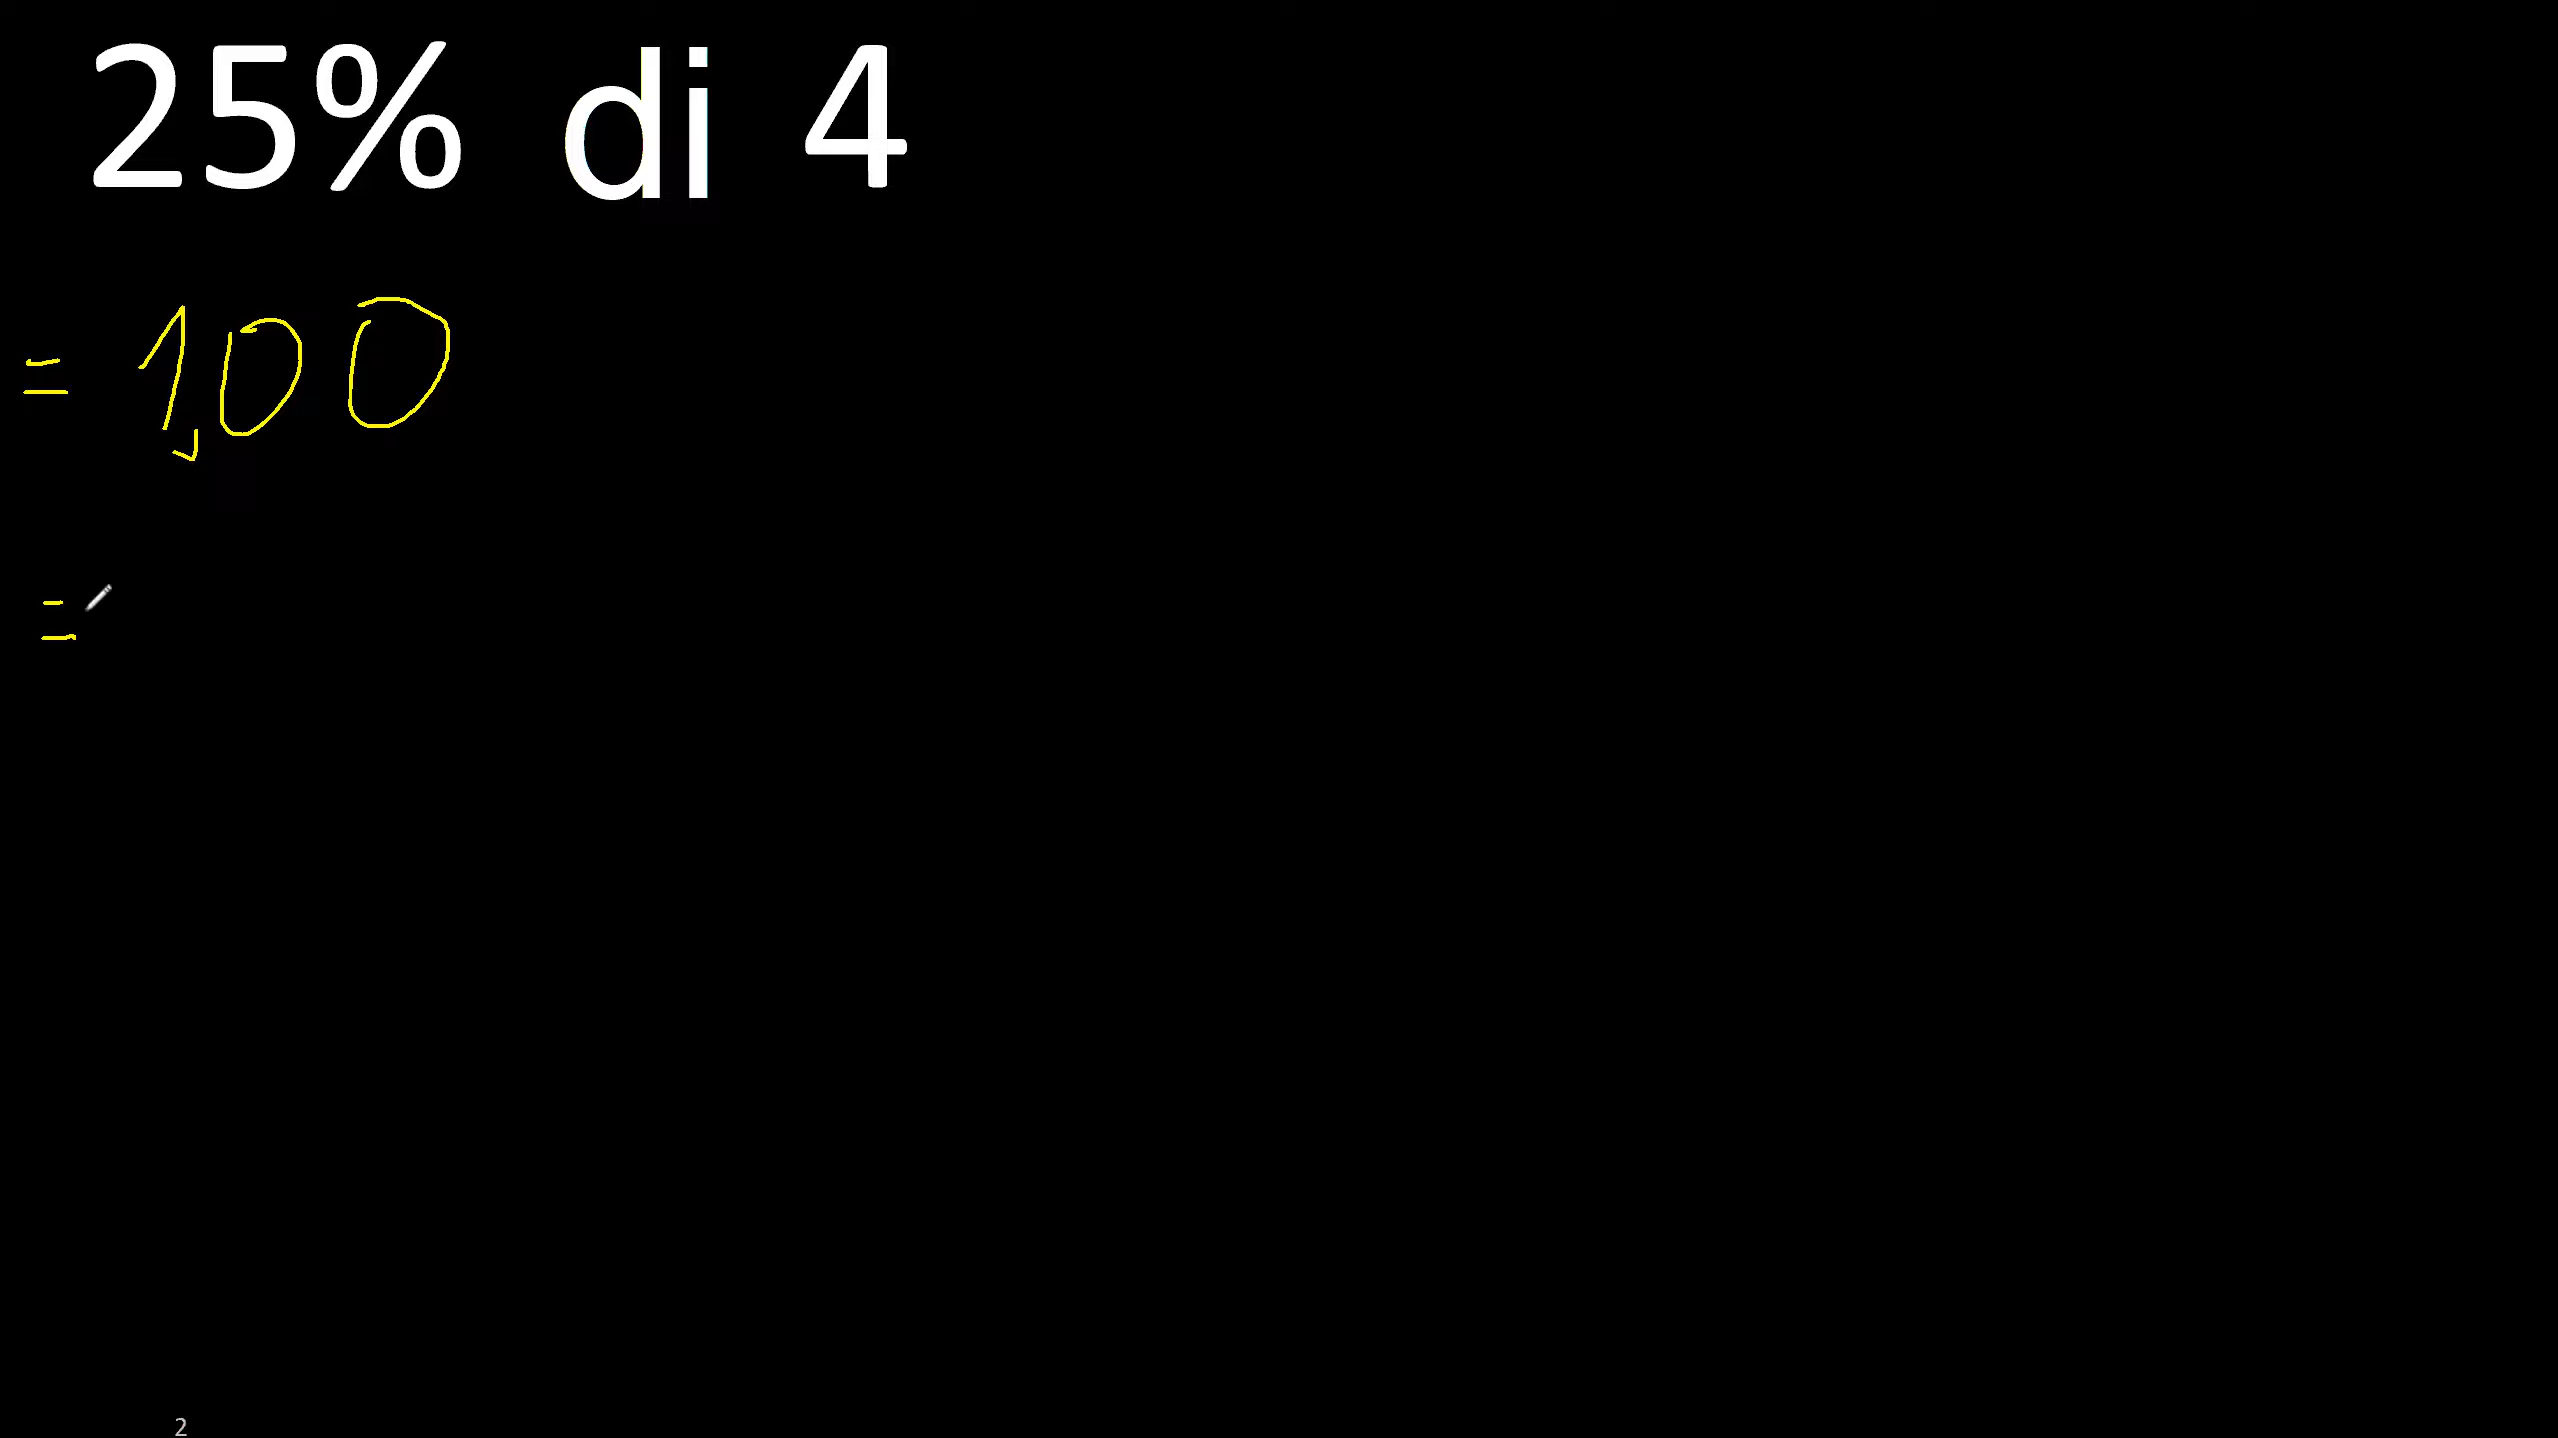 25% di 4
= 1,00
=
2